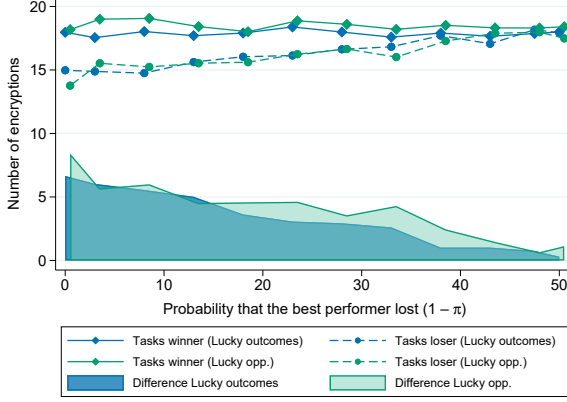 20
15
10
5
0
Number of encryptions
0 10 20 30 40 50
Probability that the best performer lost (1 – π)
Tasks winner (Lucky outcomes) Tasks loser (Lucky outcomes)
Tasks winner (Lucky opp.) Tasks loser (Lucky opp.)
Difference Lucky outcomes Difference Lucky opp.